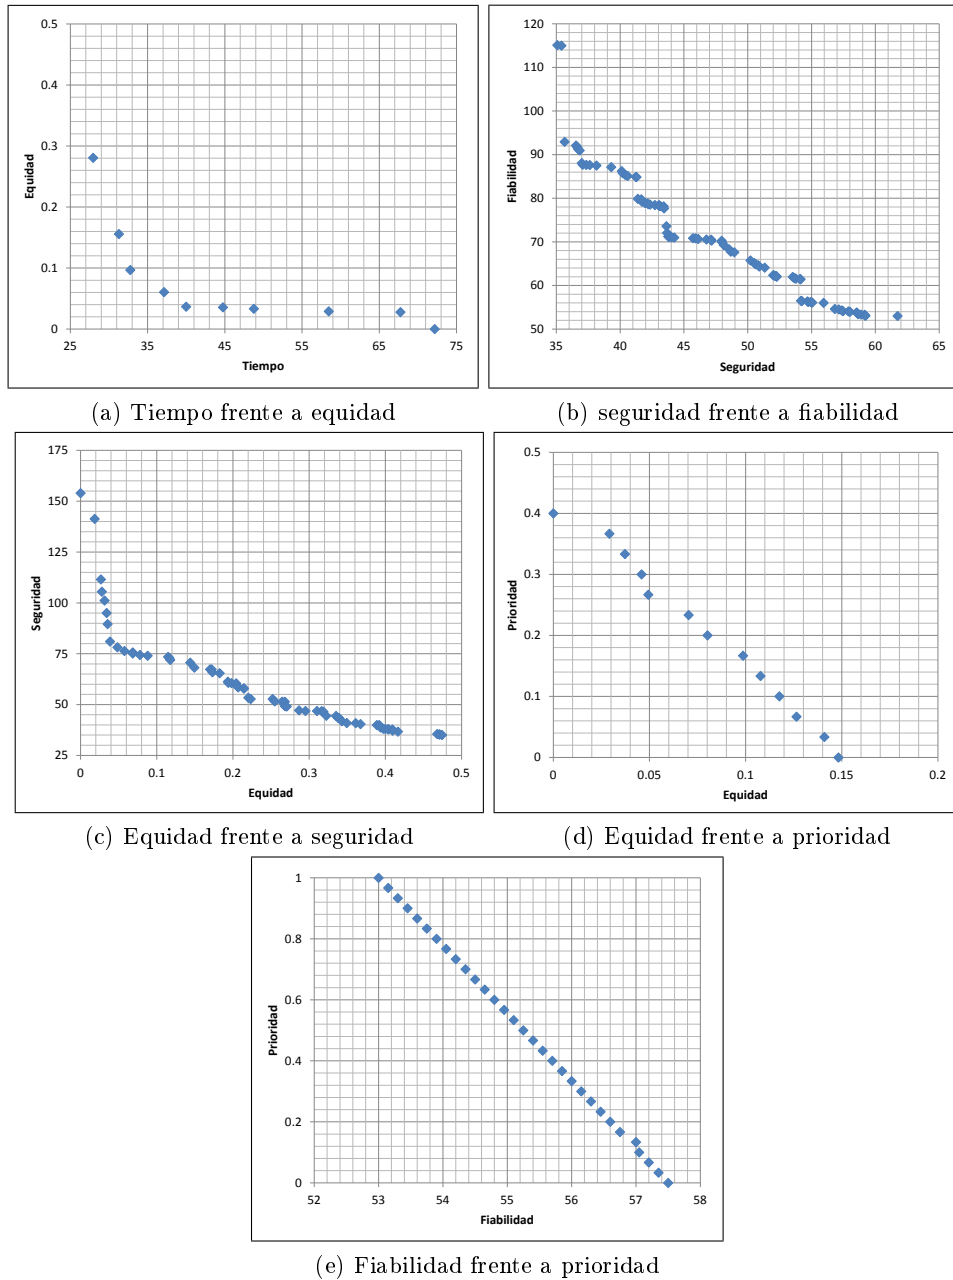 0.5
0.4
0.3
0.2
0.1
0
Equidad
25 35 45 55 65 75
Tiempo
120
110
100
90
80
70
60
50
Fiabilidad
35 40 45 50 55 60 65
Seguridad
(a) Tiempo frente a equidad
(b) seguridad frente a fiabilidad
175
150
125
100
75
50
25
Seguridad
0 0.1 0.2 0.3 0.4 0.5
Equidad
0.5
0.4
0.3
0.2
0.1
0
Prioridad
0 0.05 0.1 0.15 0.2
Equidad
(c) Equidad frente a seguridad
(d) Equidad frente a prioridad
1
0.8
0.6
0.4
0.2
0
Prioridad
52 53 54 55 56 57 58
Fiabilidad
(e) Fiabilidad frente a prioridad